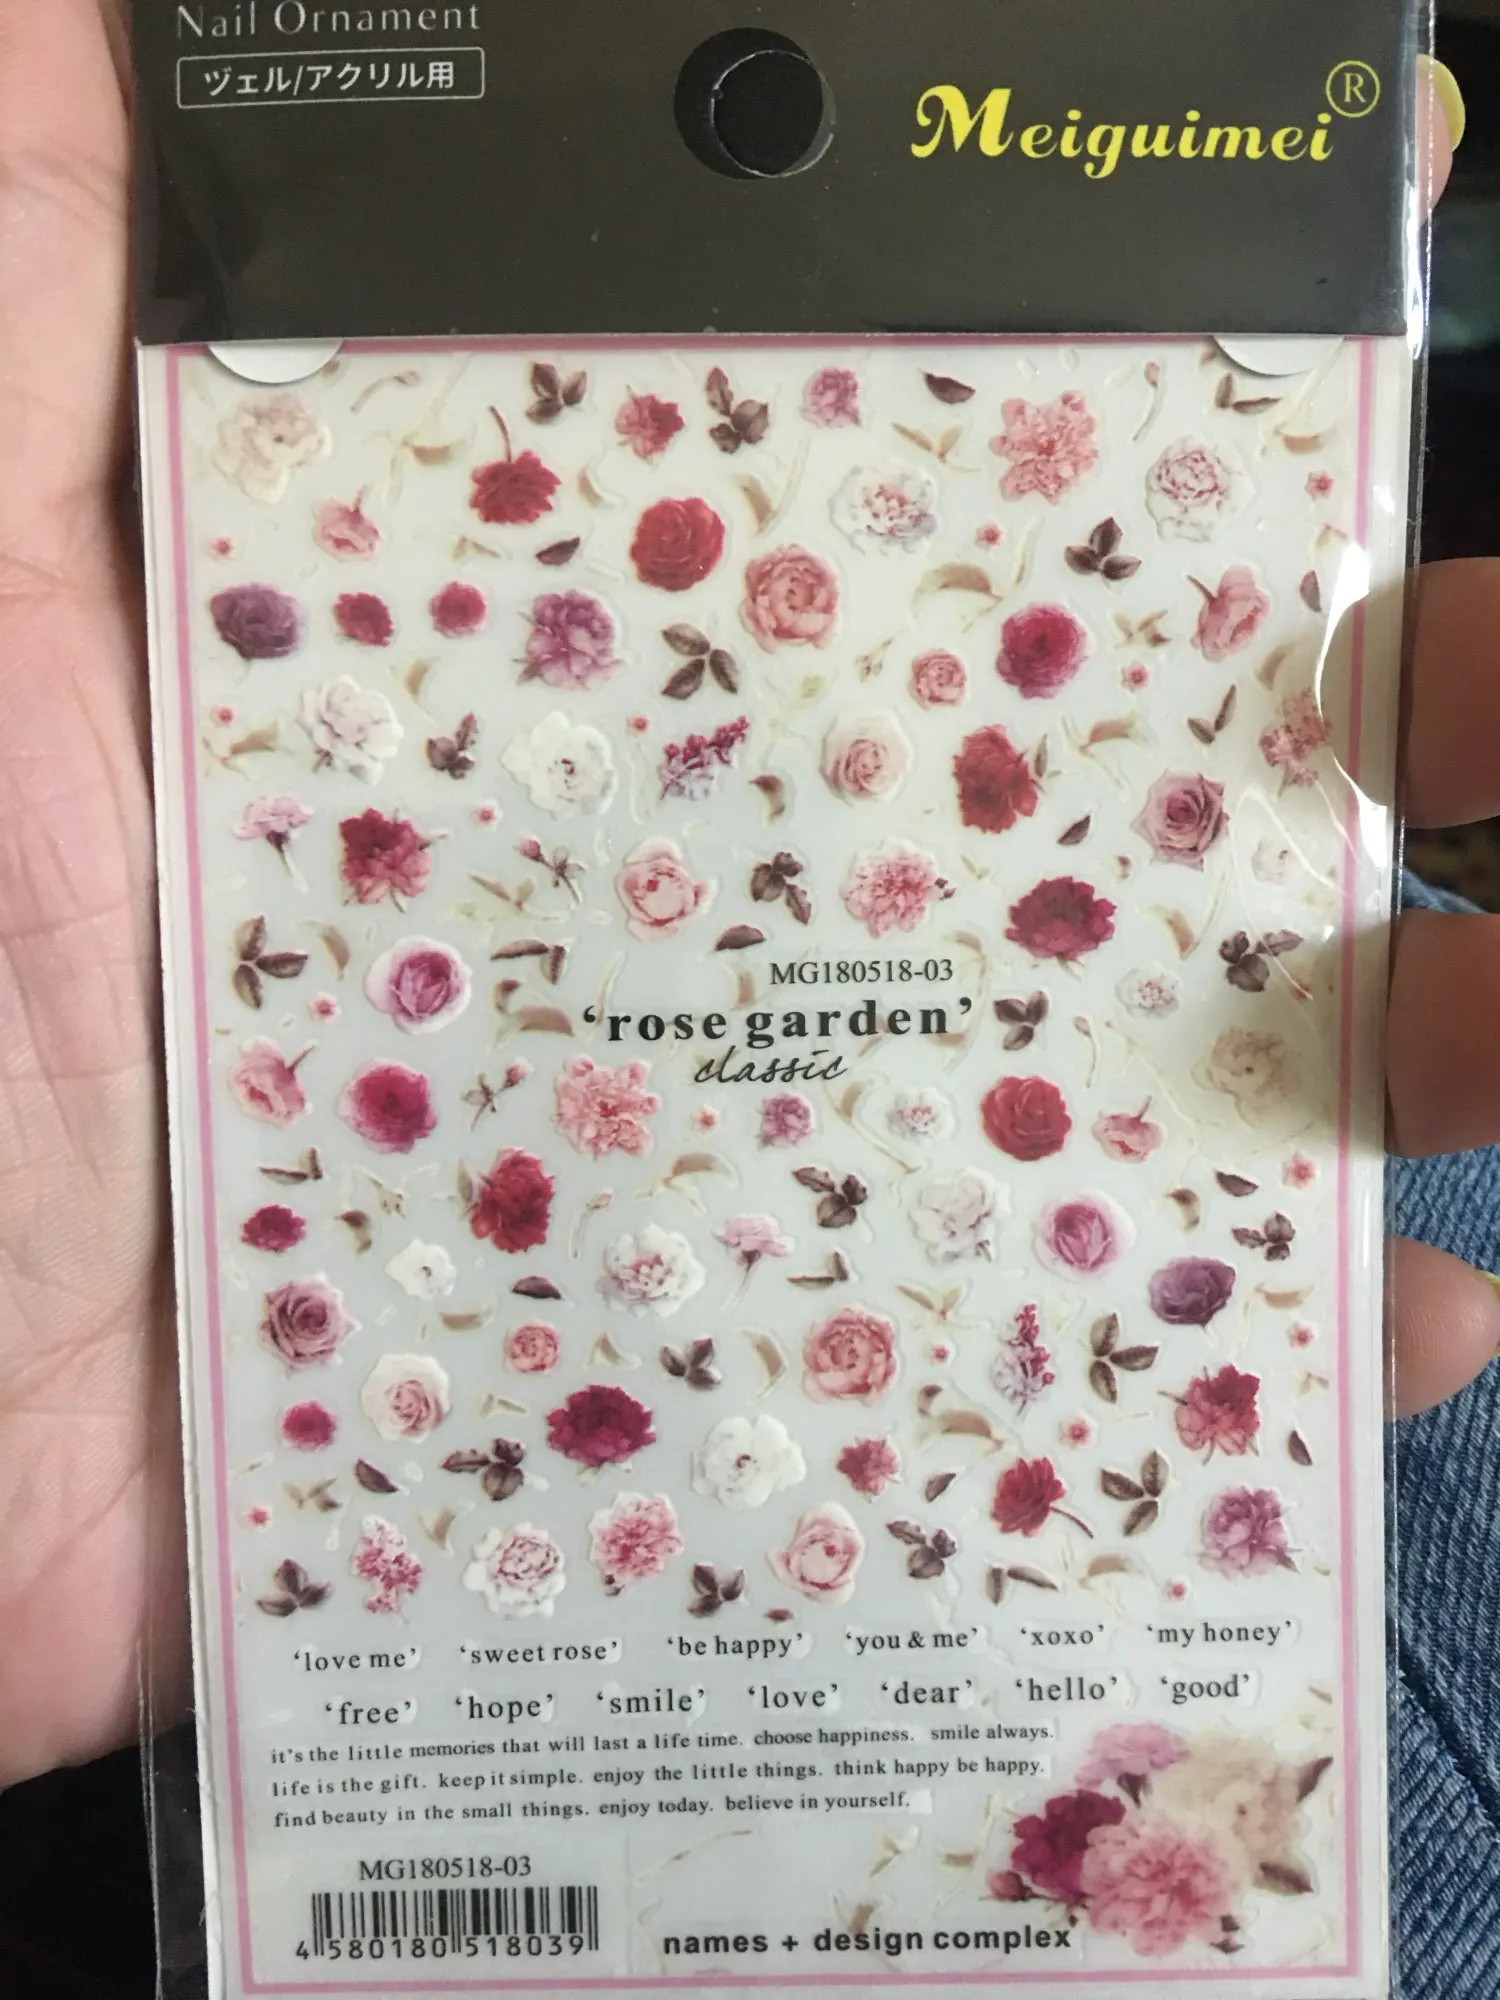 Nail Ornament
ヅェル/アクリル用
Meiguimei®
MG180518-03
‘rose garden’
classic
‘love me’ ‘sweet rose’ ‘be happy’ ‘you & me’ ‘xoxo’ ‘my honey’
‘free’ ‘hope’ ‘smile’ ‘love’ ‘dear’ ‘hello’ ‘good’
it’s the little memories that will last a life time. choose happiness. smile always.
life is the gift. keep it simple. enjoy the little things. think happy be happy.
find beauty in the small things. enjoy today. believe in yourself.
MG180518-03
4 580180 518039
names + design complex